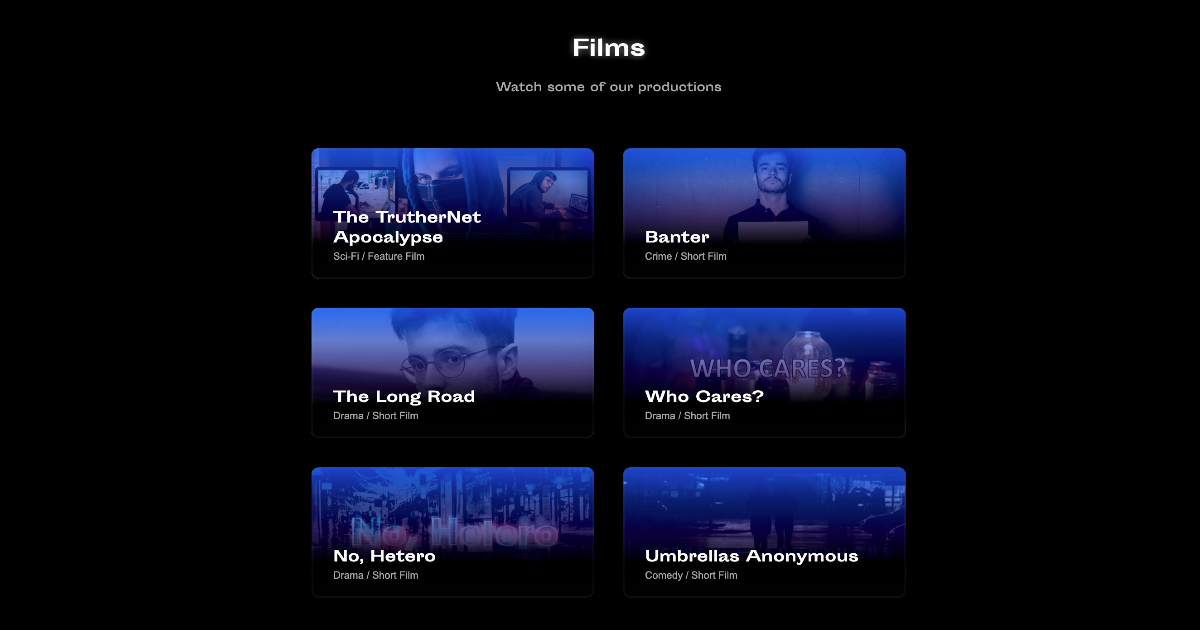 Films
Watch some of our productions
The TrutherNet
Apocalypse
Sci-Fi / Feature Film
Banter
Crime / Short Film
The Long Road
Drama / Short Film
WHO CARES?
Who Cares?
Drama / Short Film
No, Hetero
No, Hetero
Drama / Short Film
Umbrellas Anonymous
Comedy / Short Film